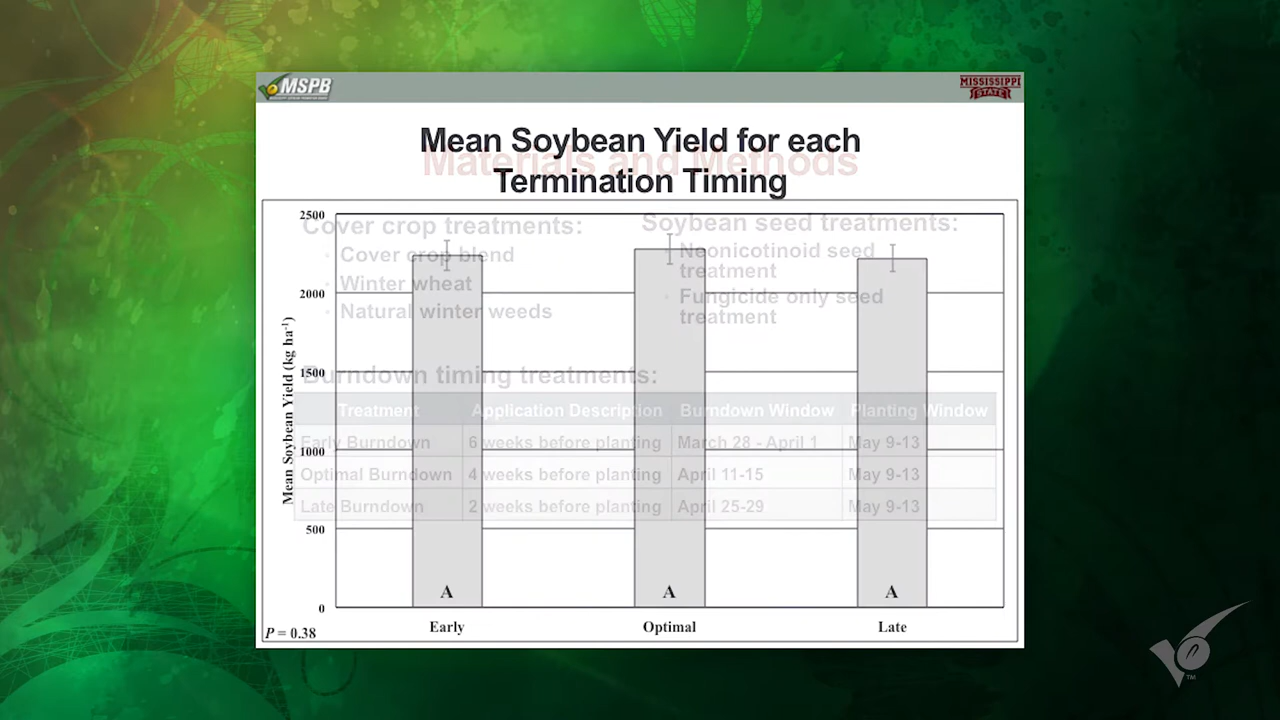 MSPB
MISSISSIPPI
STATE
Mean Soybean Yield for each
Termination Timing
Materials and Methods
Cover crop treatments:
• Cover crop blend
• Winter wheat
• Natural winter weeds
Soybean seed treatments:
• Neonicotinoid seed
treatment
• Fungicide only seed
treatment
Burndown timing treatments:
Treatment Application Description Burndown Window Planting Window
Early Burndown 6 weeks before planting March 28 - April 1 May 9-13
Optimal Burndown 4 weeks before planting April 11-15 May 9-13
Late Burndown 2 weeks before planting April 25-29 May 9-13
Mean Soybean Yield (kg ha-1)
2500
2000
1500
1000
500
0
A A A
Early Optimal Late
P = 0.38
TM